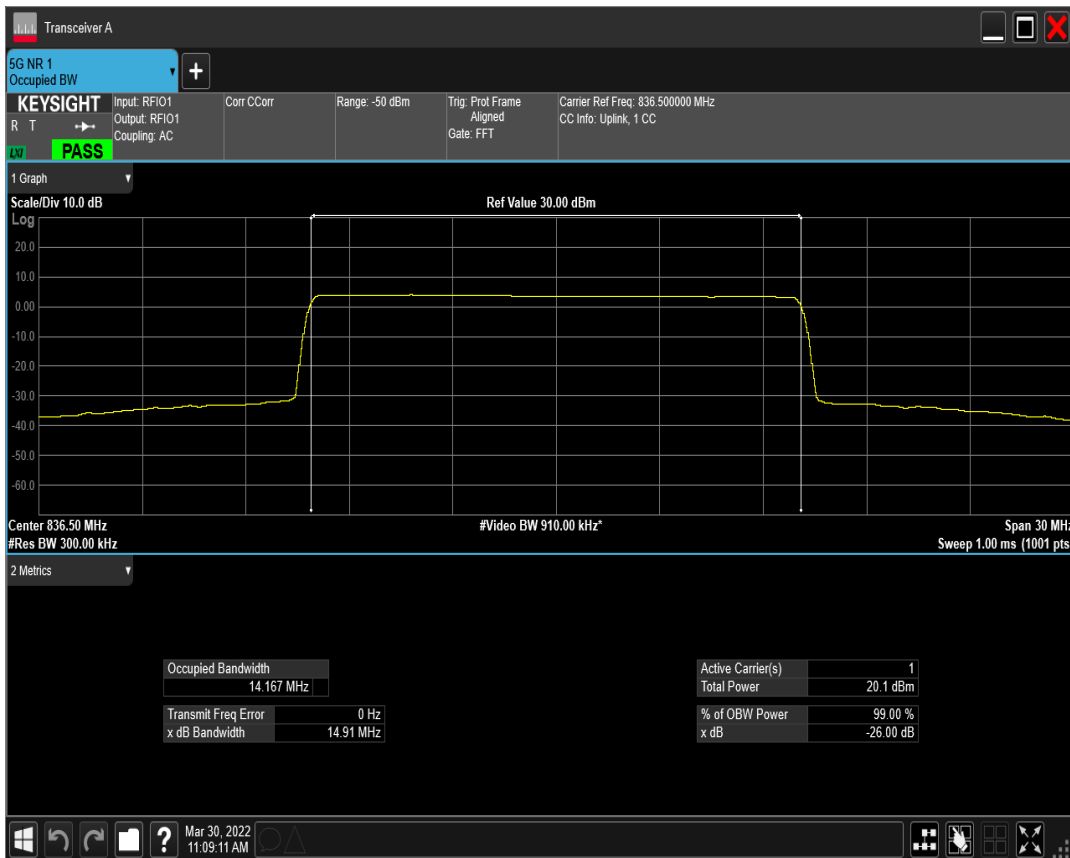 Transceiver A
5G NR 1
Occupied BW
+
KEYSIGHT
R T
LXI
PASS
Input: RFIO1
Output: RFIO1
Coupling: AC
Corr CCorr
Range: -50 dBm
Trig: Prot Frame
Aligned
Gate: FFT
Carrier Ref Freq: 836.500000 MHz
CC Info: Uplink, 1 CC
1 Graph
Scale/Div 10.0 dB
Ref Value 30.00 dBm
Log
20.0
10.0
0.00
-10.0
-20.0
-30.0
-40.0
-50.0
-60.0
Center 836.50 MHz
#Video BW 910.00 kHz*
Span 30 MHz
#Res BW 300.00 kHz
Sweep 1.00 ms (1001 pts
2 Metrics
Occupied Bandwidth
14.167 MHz
Transmit Freq Error 0 Hz
x dB Bandwidth 14.91 MHz
Active Carrier(s) 1
Total Power 20.1 dBm
% of OBW Power 99.00 %
x dB -26.00 dB
?
Mar 30, 2022
11:09:11 AM